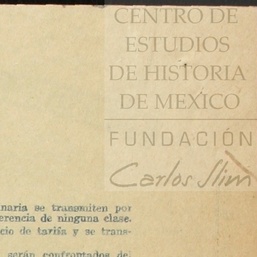 CENTRO DE
ESTUDIOS
DE HISTORIA
DE MEXICO
FUNDACIÓN
Carlos Slim
naria se transmiten por
erencia de ninguna clase.
cio de tarifa y se trans-
serán confrontados de